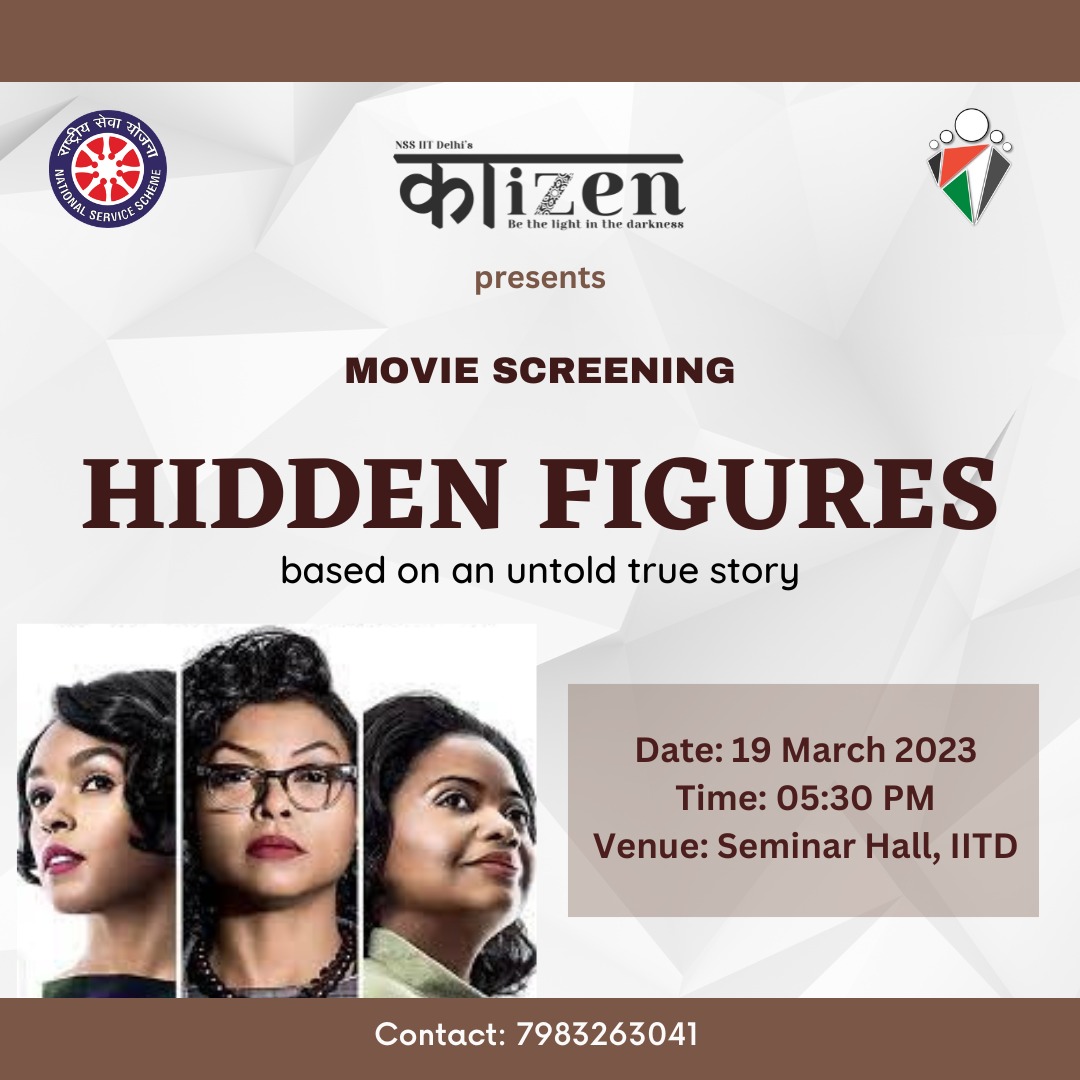 राष्ट्रीय सेवा योजना
NATIONAL SERVICE SCHEME
NSS IIT Delhi's
काizen
Be the light in the darkness
presents
MOVIE SCREENING
HIDDEN FIGURES
based on an untold true story
Date: 19 March 2023
Time: 05:30 PM
Venue: Seminar Hall, IITD
Contact: 7983263041